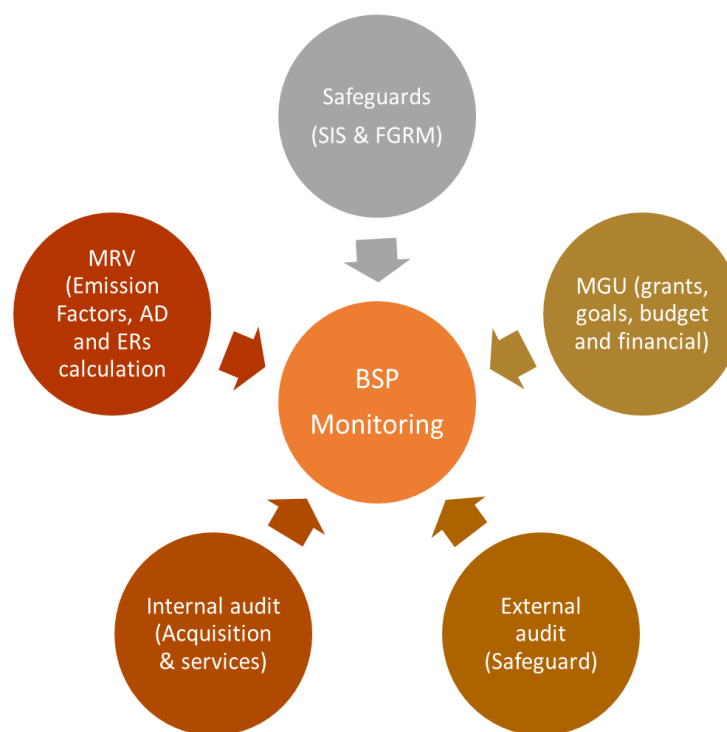 Safeguards
(SIS & FGRM)
MRV
(Emission
Factors, AD
and ERs
calculation
MGU (grants,
goals, budget
and financial)
BSP
Monitoring
Internal audit
(Acquisition
& services)
External
audit
(Safeguard)